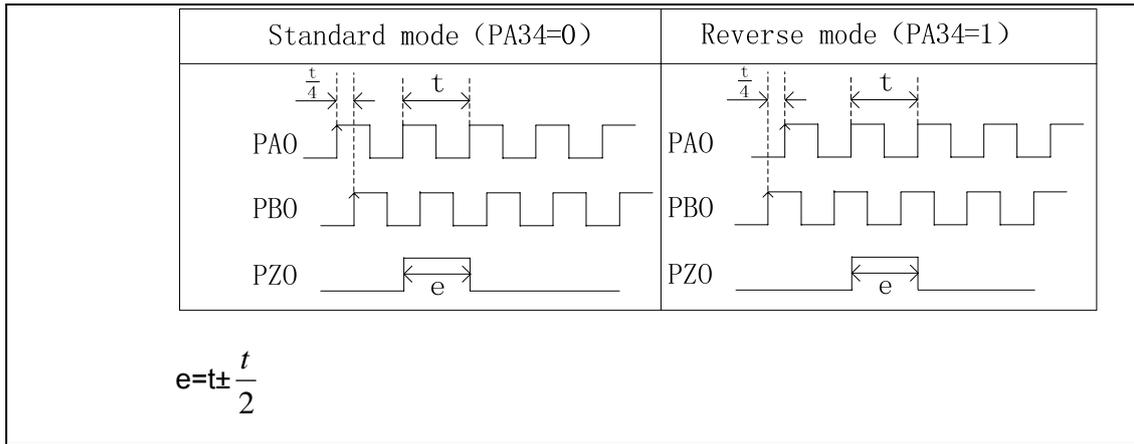 Standard mode (PA34=0)
Reverse mode (PA34=1)
t/4
t
t/4
t
PAO
PAO
PBO
PBO
PZO
e
PZO
e
e=t±t/2